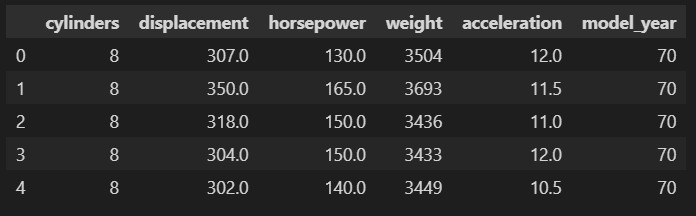 cylinders displacement horsepower weight acceleration model_year
0 8 307.0 130.0 3504 12.0 70
1 8 350.0 165.0 3693 11.5 70
2 8 318.0 150.0 3436 11.0 70
3 8 304.0 150.0 3433 12.0 70
4 8 302.0 140.0 3449 10.5 70